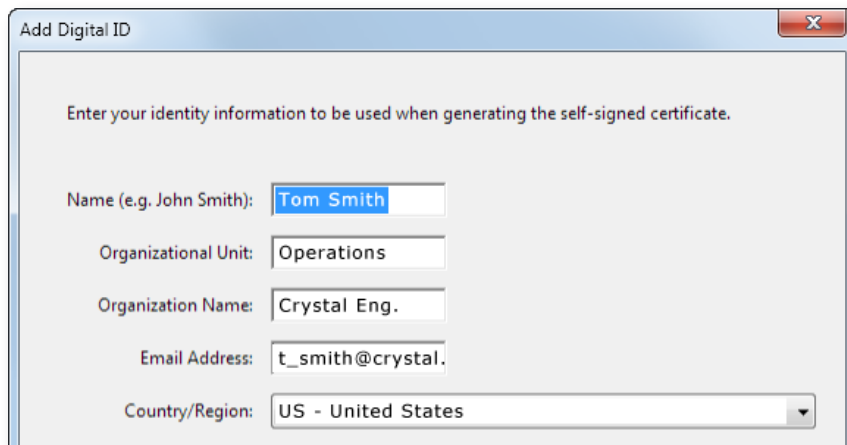 Add Digital ID
Enter your identity information to be used when generating the self-signed certificate.
Name (e.g. John Smith): Tom Smith
Organizational Unit: Operations
Organization Name: Crystal Eng.
Email Address: t_smith@crystal.
Country/Region: US - United States